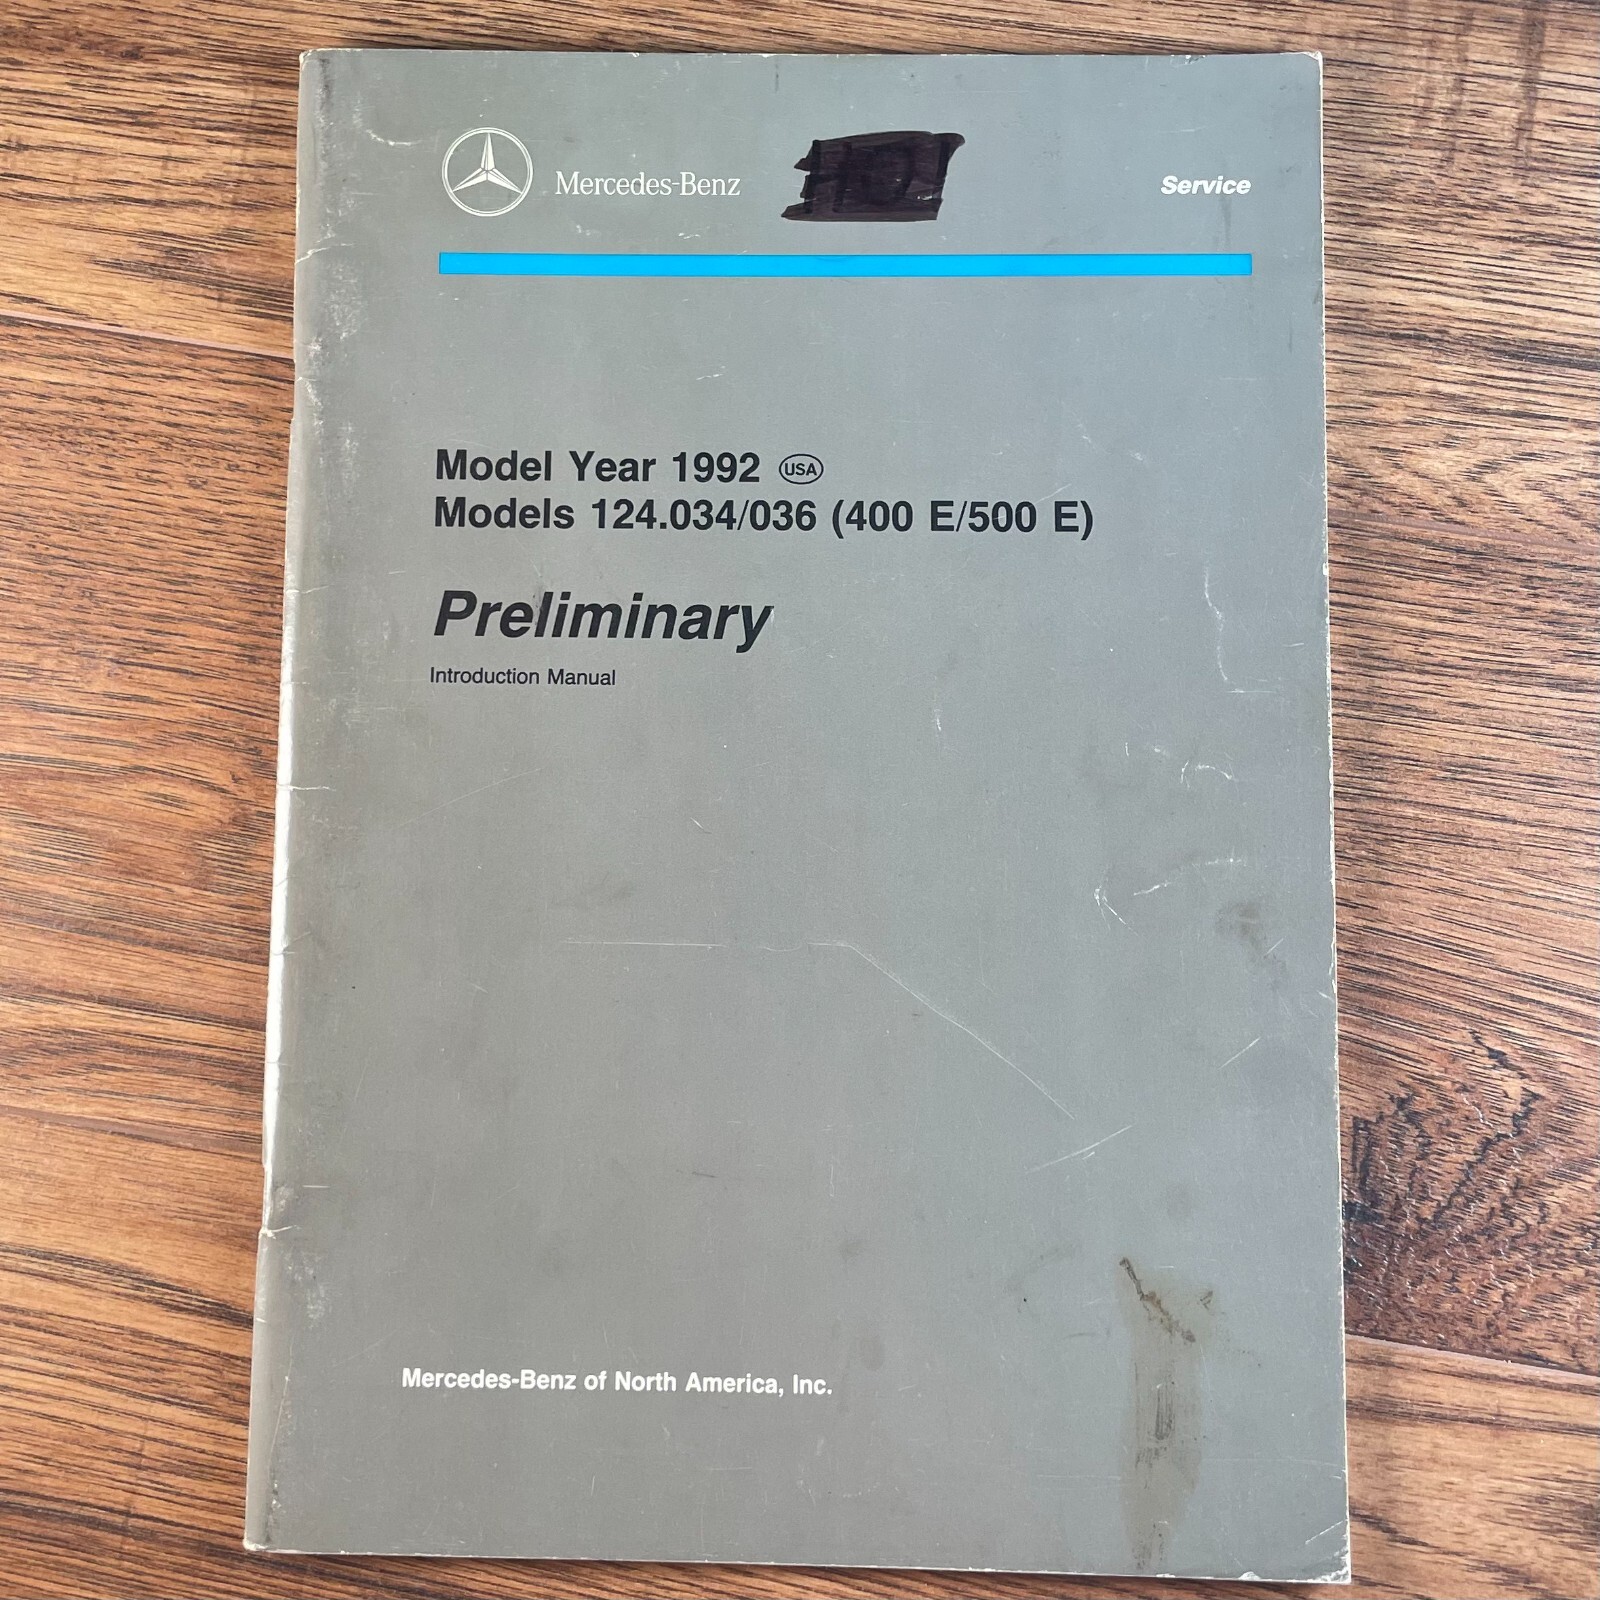 Mercedes-Benz
Service
Model Year 1992 USA
Models 124.034/036 (400 E/500 E)
Preliminary
Introduction Manual
Mercedes-Benz of North America, Inc.